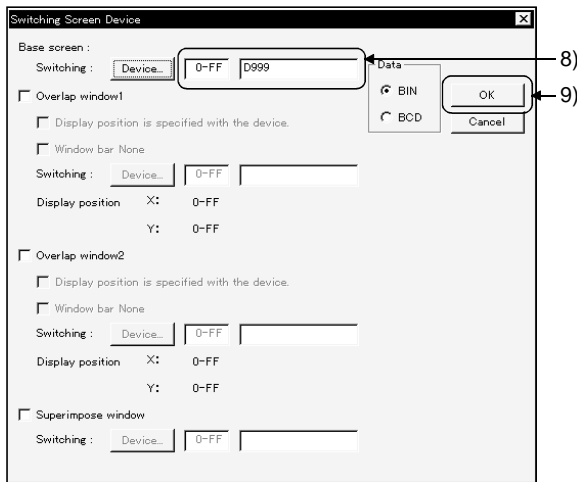 Switching Screen Device
Base screen :
Switching : Device... 0-FF D999
8)
Data
BIN
BCD
OK
9)
Cancel
Overlap window1
Display position is specified with the device.
Window bar None
Switching : Device... 0-FF
Display position X: 0-FF
Y: 0-FF
Overlap window2
Display position is specified with the device.
Window bar None
Switching : Device... 0-FF
Display position X: 0-FF
Y: 0-FF
Superimpose window
Switching : Device... 0-FF